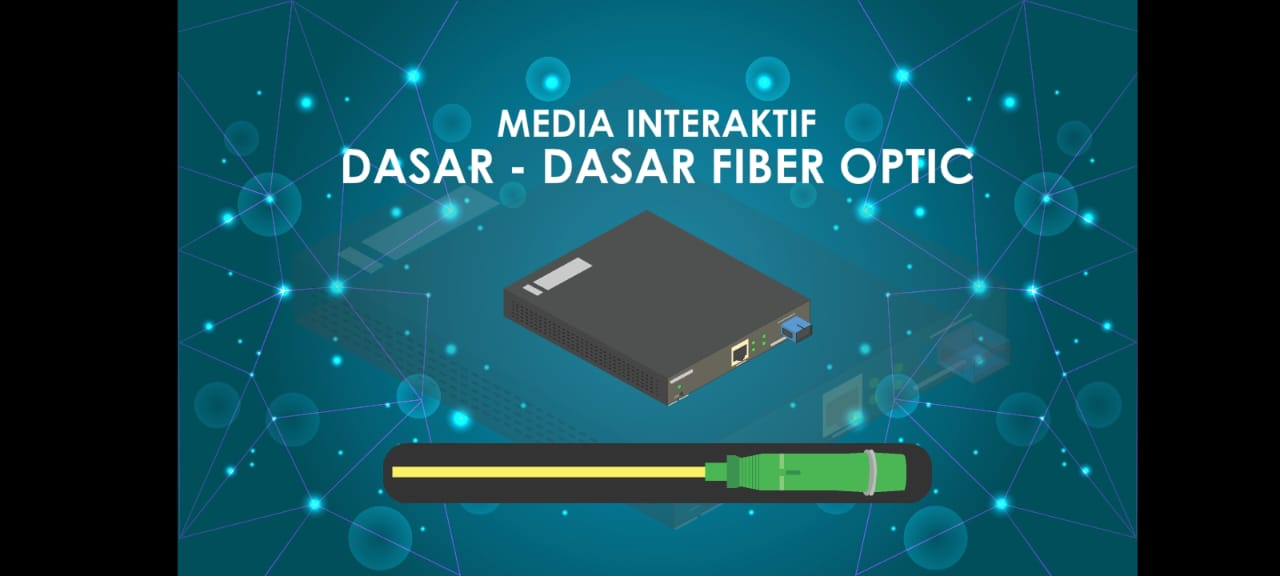 MEDIA INTERAKTIF
DASAR - DASAR FIBER OPTIC